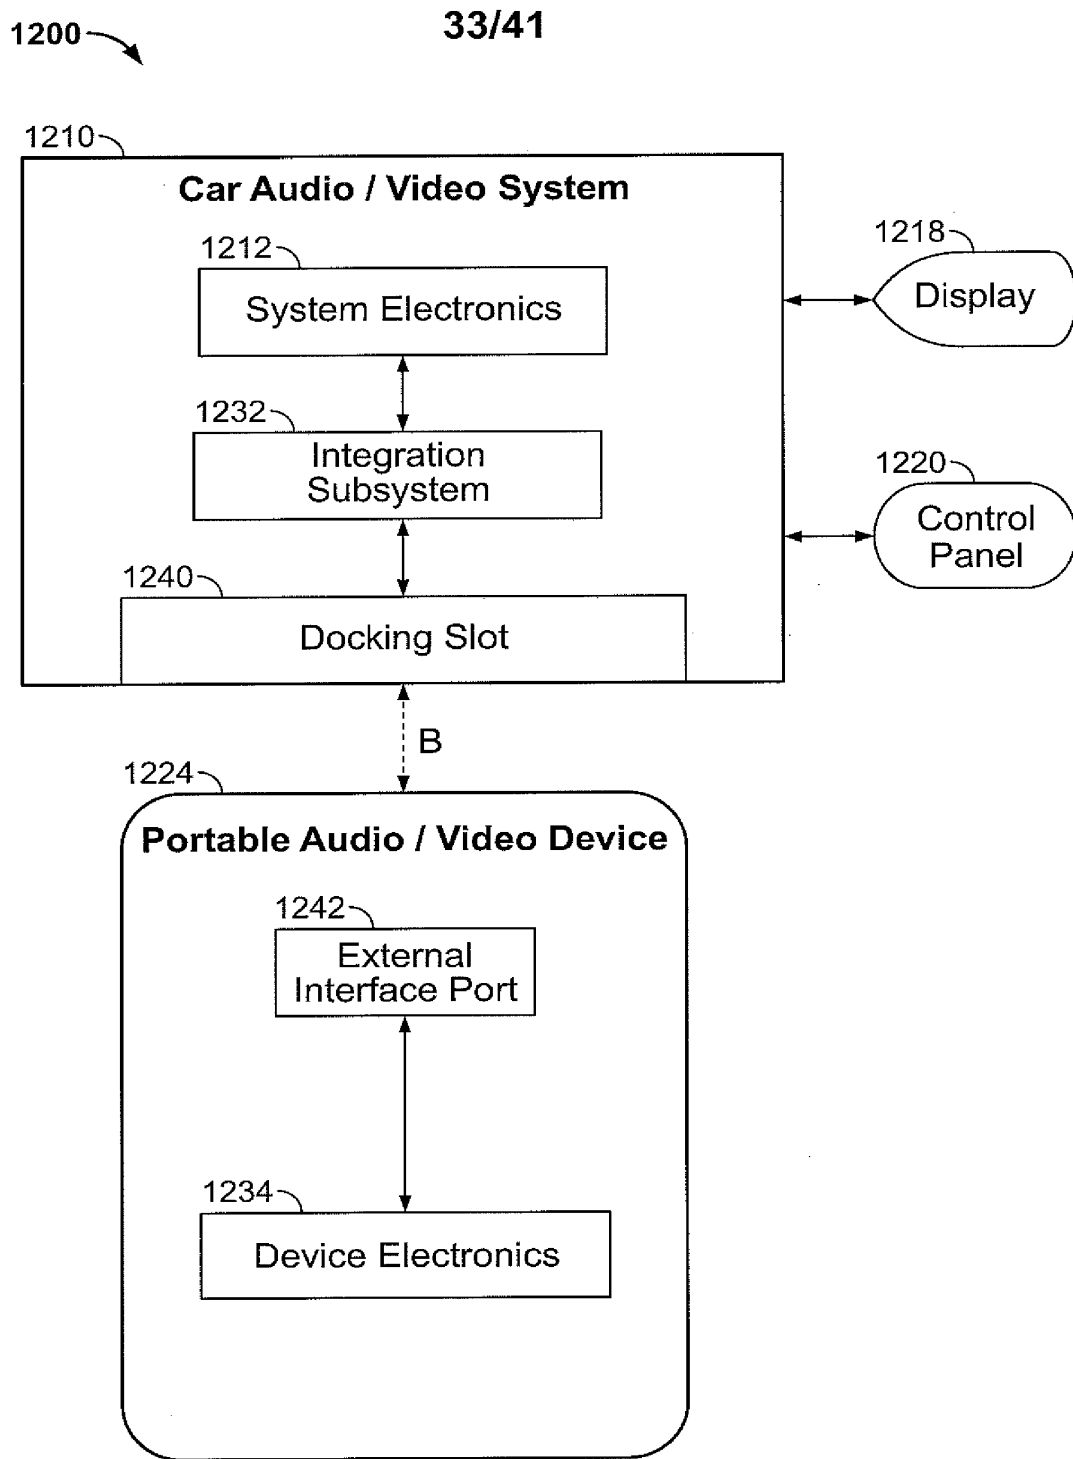 1200
33/41
1210
Car Audio / Video System
1212
System Electronics
1218
Display
1232
Integration
Subsystem
1220
Control
Panel
1240
Docking Slot
B
1224
Portable Audio / Video Device
1242
External
Interface Port
1234
Device Electronics